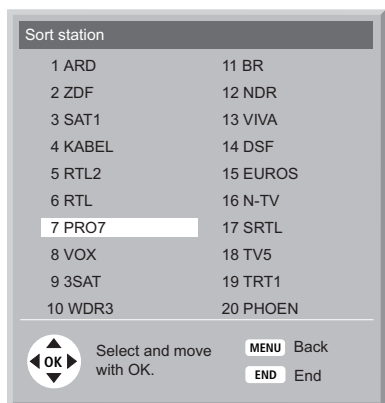 Sort station
1 ARD
2 ZDF
3 SAT1
4 KABEL
5 RTL2
6 RTL
7 PRO7
8 VOX
9 3SAT
10 WDR3
11 BR
12 NDR
13 VIVA
14 DSF
15 EUROS
16 N-TV
17 SRTL
18 TV5
19 TRT1
20 PHOEN
OK
Select and move
with OK.
MENU Back
END End